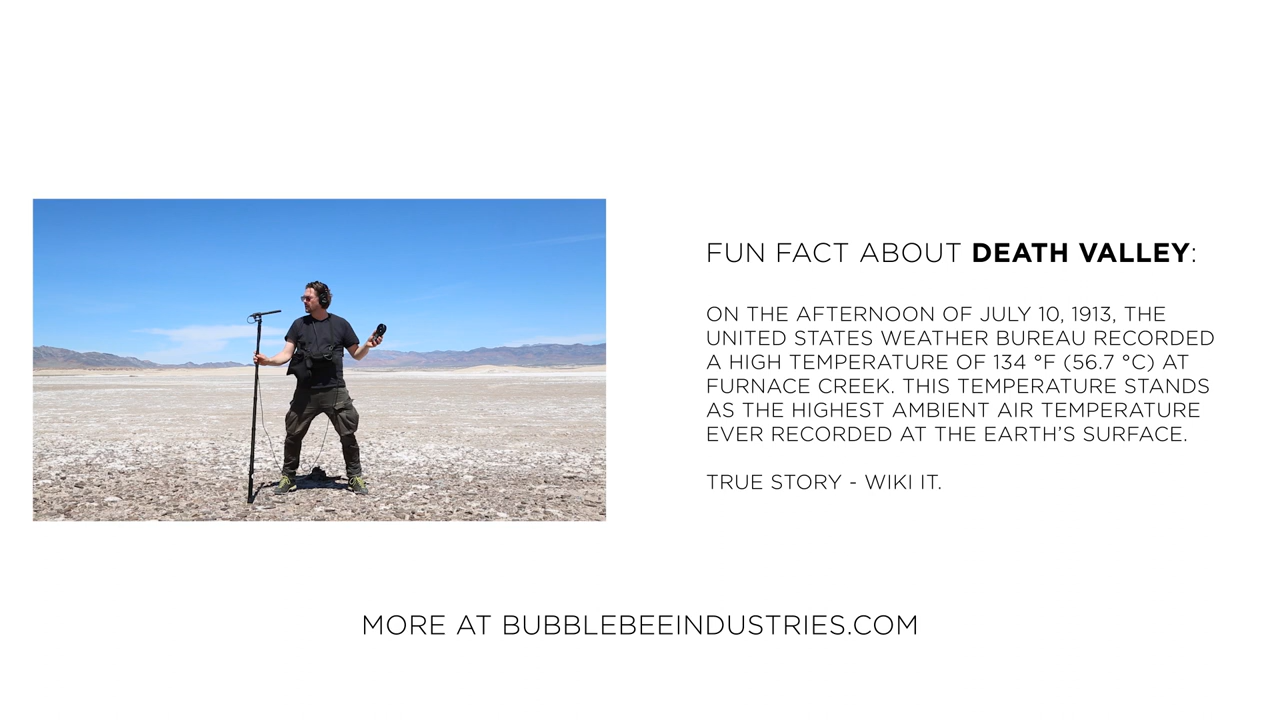 FUN FACT ABOUT DEATH VALLEY:
ON THE AFTERNOON OF JULY 10, 1913, THE
UNITED STATES WEATHER BUREAU RECORDED
A HIGH TEMPERATURE OF 134 °F (56.7 °C) AT
FURNACE CREEK. THIS TEMPERATURE STANDS
AS THE HIGHEST AMBIENT AIR TEMPERATURE
EVER RECORDED AT THE EARTH’S SURFACE.
TRUE STORY - WIKI IT.
MORE AT BUBBLEBEEINDUSTRIES.COM